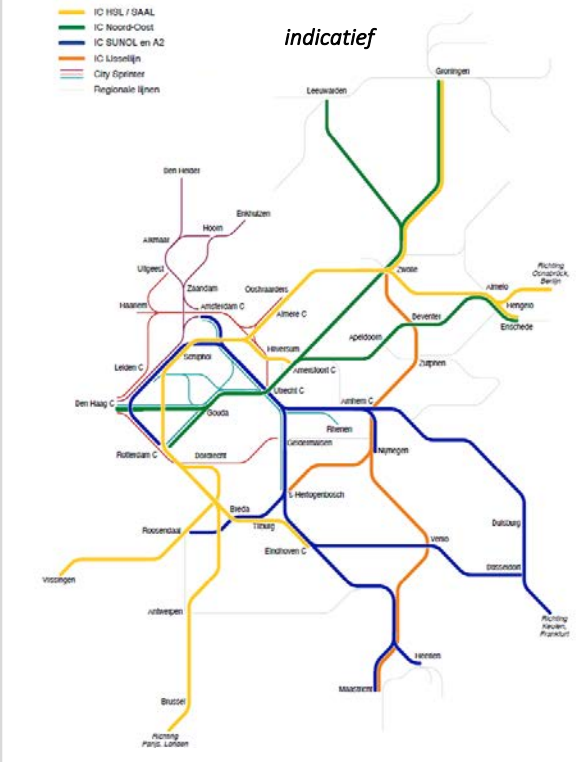 IC HSL / SAAL
IC Noord-Oost
IC SUNOL en A2
IC IJssellijn
City Sprinter
Regionale lijnen
indicatief
Groningen
Leeuwarden
Den Helder
Enkhuizen
Hoorn
Alkmaar
Uitgeest
Zaandam
Haarlem
Amsterdam C
Oostvaarders
Almere C
Zwolle
Richting
Osnabrück,
Berlijn
Almelo
Hengelo
Enschede
Deventer
Apeldoorn
Hilversum
Schiphol
Amersfoort C
Zutphen
Leiden C
Utrecht C
Den Haag C
Gouda
Arnhem C
Rhenen
Geldermalsen
Nijmegen
Rotterdam C
Dordrecht
's Hertogenbosch
Breda
Tilburg
Roosendaal
Eindhoven C
Venlo
Duisburg
Düsseldorf
Vlissingen
Antwerpen
Richting
Keulen,
Frankfurt
Heerlen
Maastricht
Brussel
Richting
Parijs, Londen